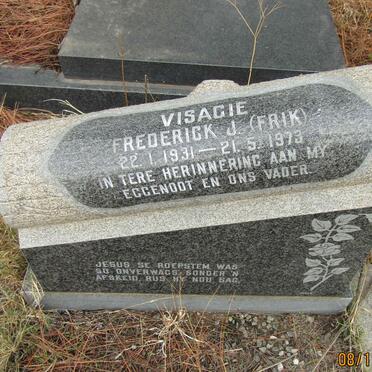 VISAGIE
FREDERICK J. (FRIK)
22.1.1931 — 21.5.1973
IN TERE HERINNERING AAN MY
EGGENOOT EN ONS VADER.
JESUS SE ROEPSTEM WAS
SO ONVERWAGS, SONDER 'N
AFSKEID, RUS HY NOU SAG.
08/1